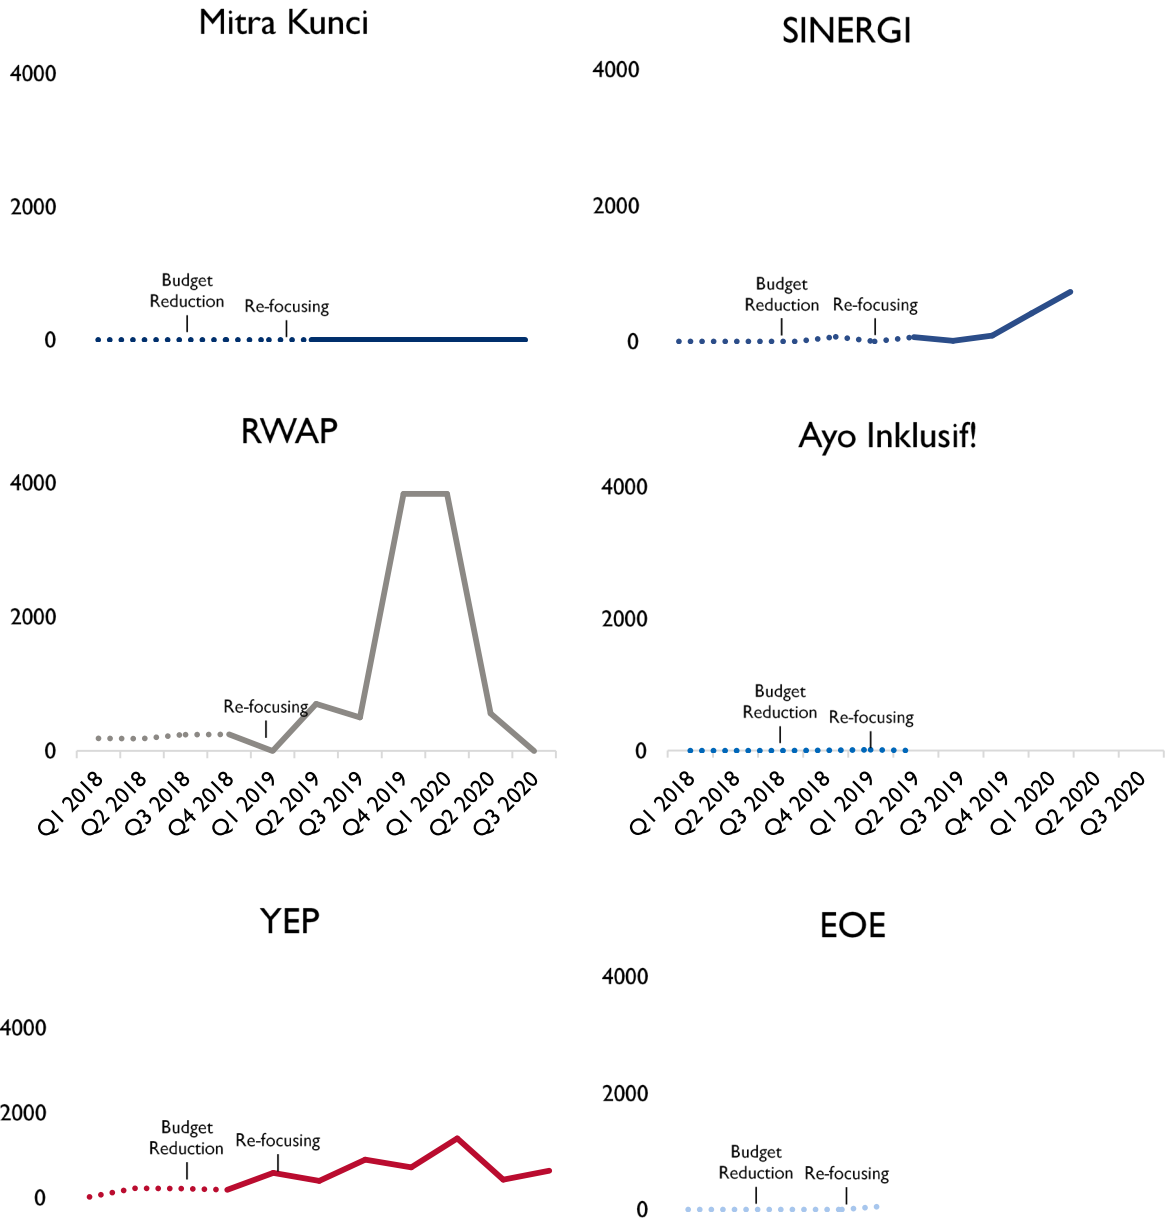 Mitra Kunci
4000
2000
0
Budget
Reduction
Re-focusing
SINERGI
4000
2000
0
Budget
Reduction
Re-focusing
RWAP
4000
2000
0
Re-focusing
Q1 2018
Q2 2018
Q3 2018
Q4 2018
Q1 2019
Q2 2019
Q3 2019
Q4 2019
Q1 2020
Q2 2020
Q3 2020
Ayo Inklusif!
4000
2000
0
Budget
Reduction
Re-focusing
Q1 2018
Q2 2018
Q3 2018
Q4 2018
Q1 2019
Q2 2019
Q3 2019
Q4 2019
Q1 2020
Q2 2020
Q3 2020
YEP
4000
2000
0
Budget
Reduction
Re-focusing
EOE
4000
2000
0
Budget
Reduction
Re-focusing